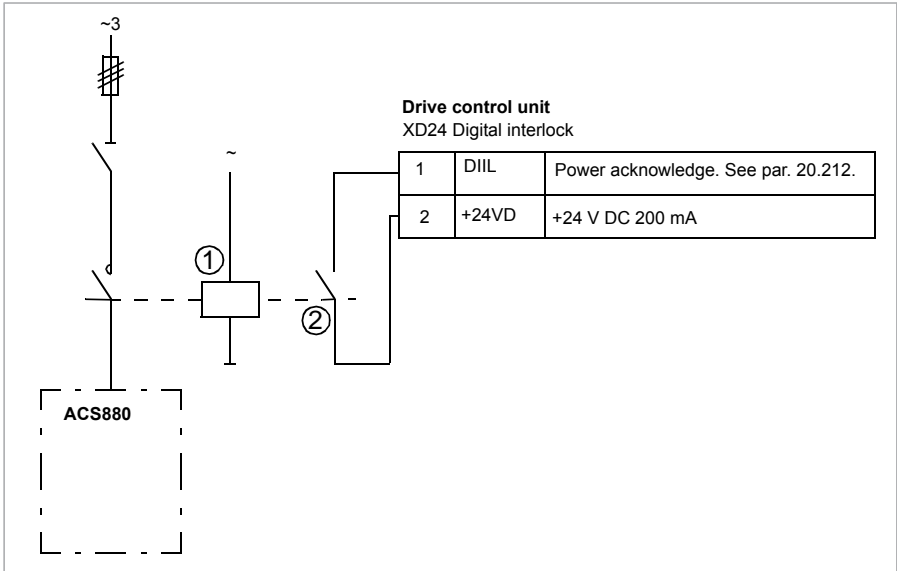 ~3
Drive control unit
XD24 Digital interlock
1 DIIL Power acknowledge. See par. 20.212.
2 +24VD +24 V DC 200 mA
~
1
2
ACS880